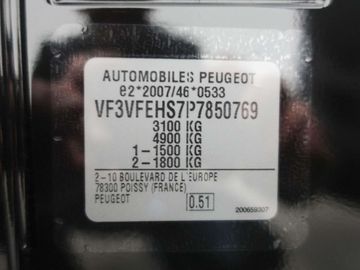 AUTOMOBILES PEUGEOT
e2*2007/46*0533
VF3VFEHS7P7850769
3100 KG
4900 KG
1-1500 KG
2-1800 KG
2-10 BOULEVARD DE L'EUROPE
78300 POISSY (FRANCE)
PEUGEOT 0.51
200659307